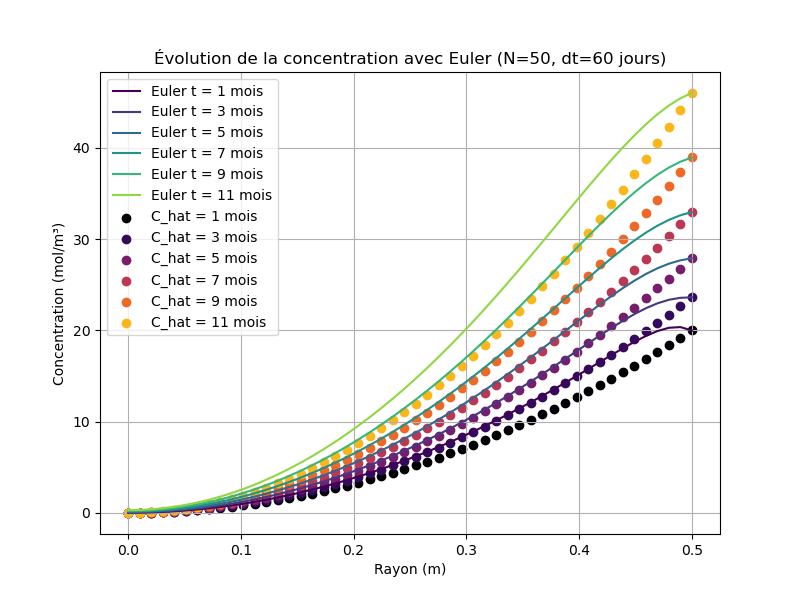 Évolution de la concentration avec Euler (N=50, dt=60 jours)
Euler t = 1 mois
Euler t = 3 mois
Euler t = 5 mois
Euler t = 7 mois
Euler t = 9 mois
Euler t = 11 mois
C_hat = 1 mois
C_hat = 3 mois
C_hat = 5 mois
C_hat = 7 mois
C_hat = 9 mois
C_hat = 11 mois
Concentration (mol/m³)
40
30
20
10
0
0.0 0.1 0.2 0.3 0.4 0.5
Rayon (m)